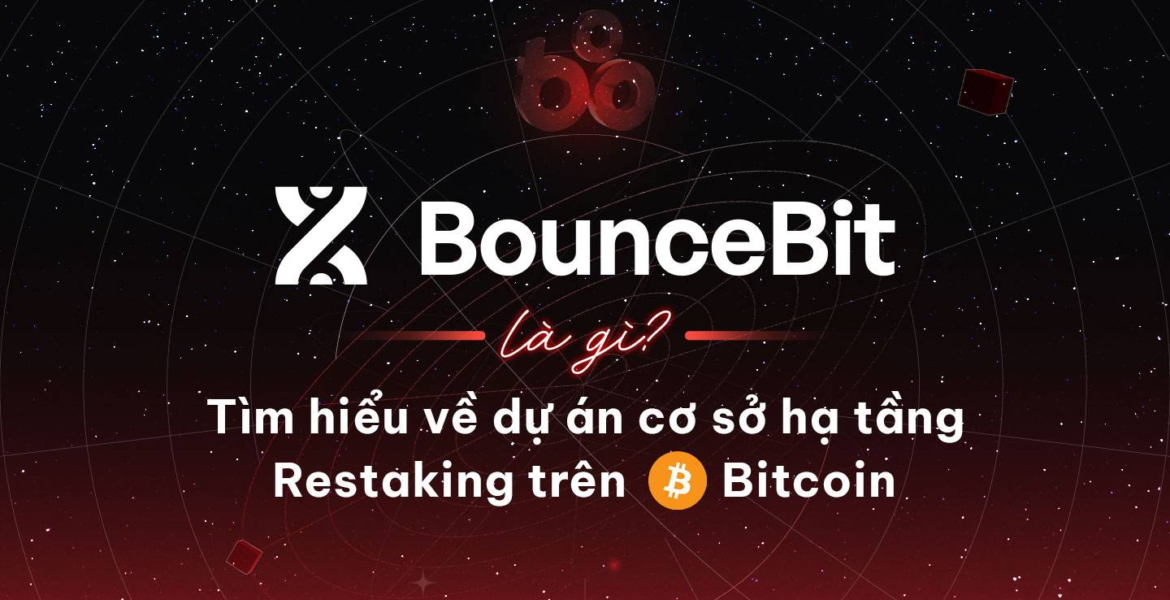 BounceBit
là gì?
Tìm hiểu về dự án cơ sở hạ tầng
Restaking trên Bitcoin